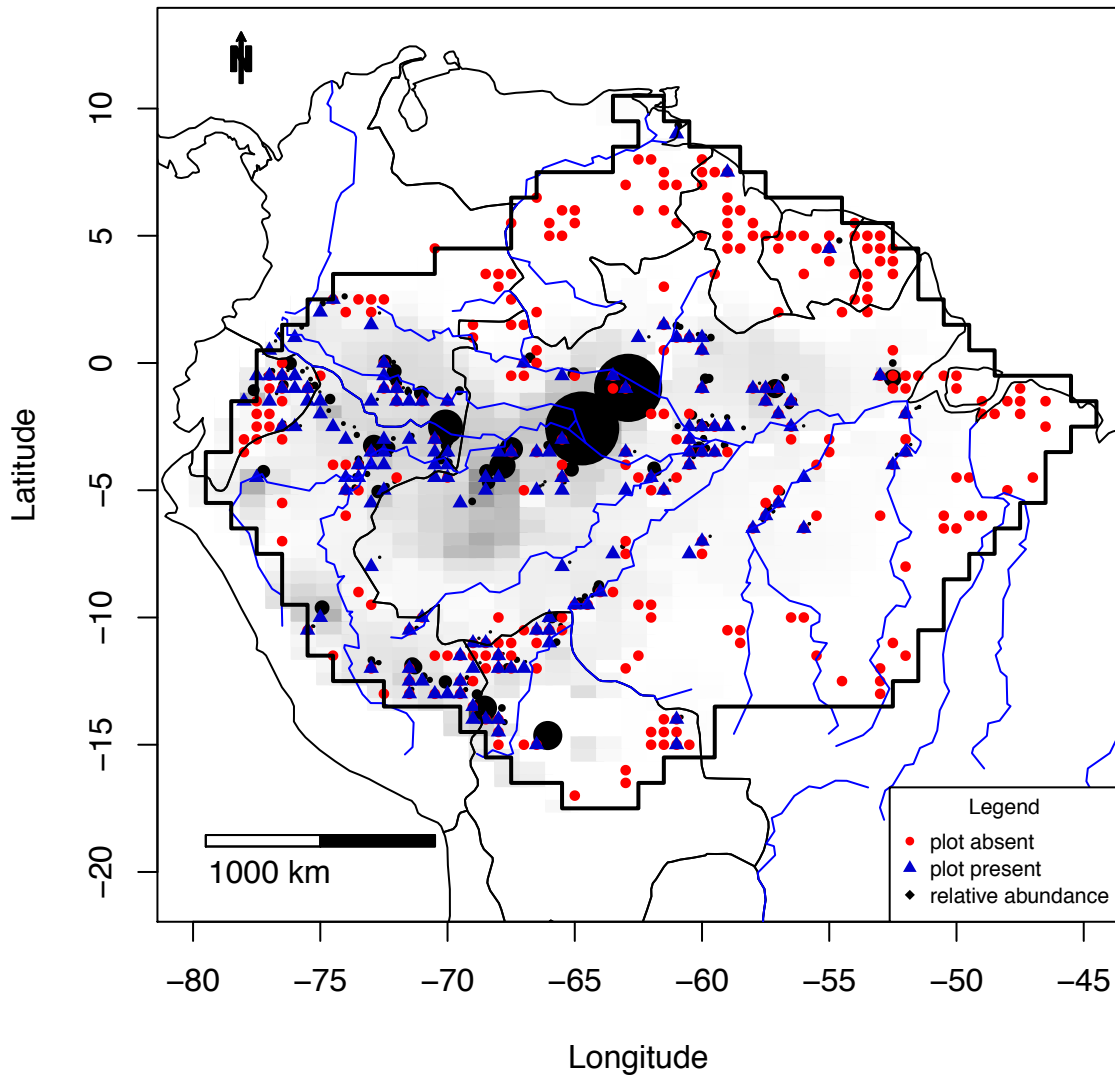 N
10
5
0
−5
−10
−15
−20
Latitude
1000 km
Legend
plot absent
plot present
relative abundance
−80
−75
−70
−65
−60
−55
−50
−45
Longitude